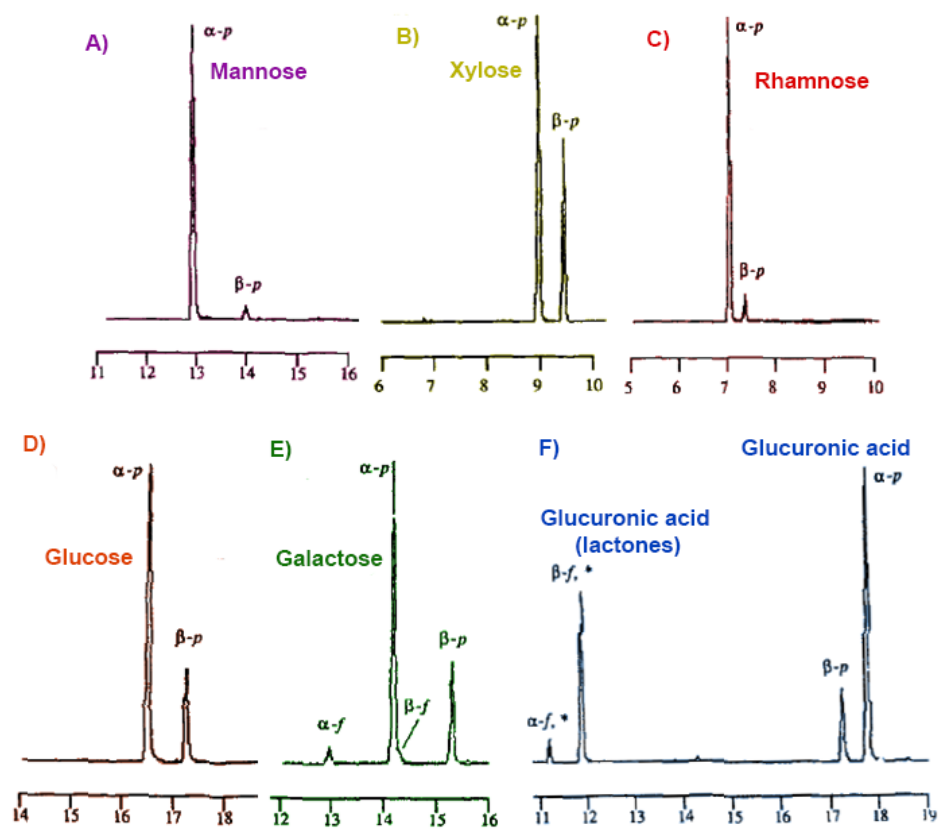 A)
α-p
Mannose
β-p
11 12 13 14 15 16
B)
α-p
Xylose
β-p
6 7 8 9 10
C)
α-p
Rhamnose
β-p
5 6 7 8 9 10
D)
α-p
Glucose
β-p
14 15 16 17 18
E)
α-p
Galactose
β-p
β-f
α-f
12 13 14 15 16
F)
Glucuronic acid
α-p
Glucuronic acid
(lactones)
β-f, *
β-p
α-f, *
11 12 13 14 15 16 17 18 19